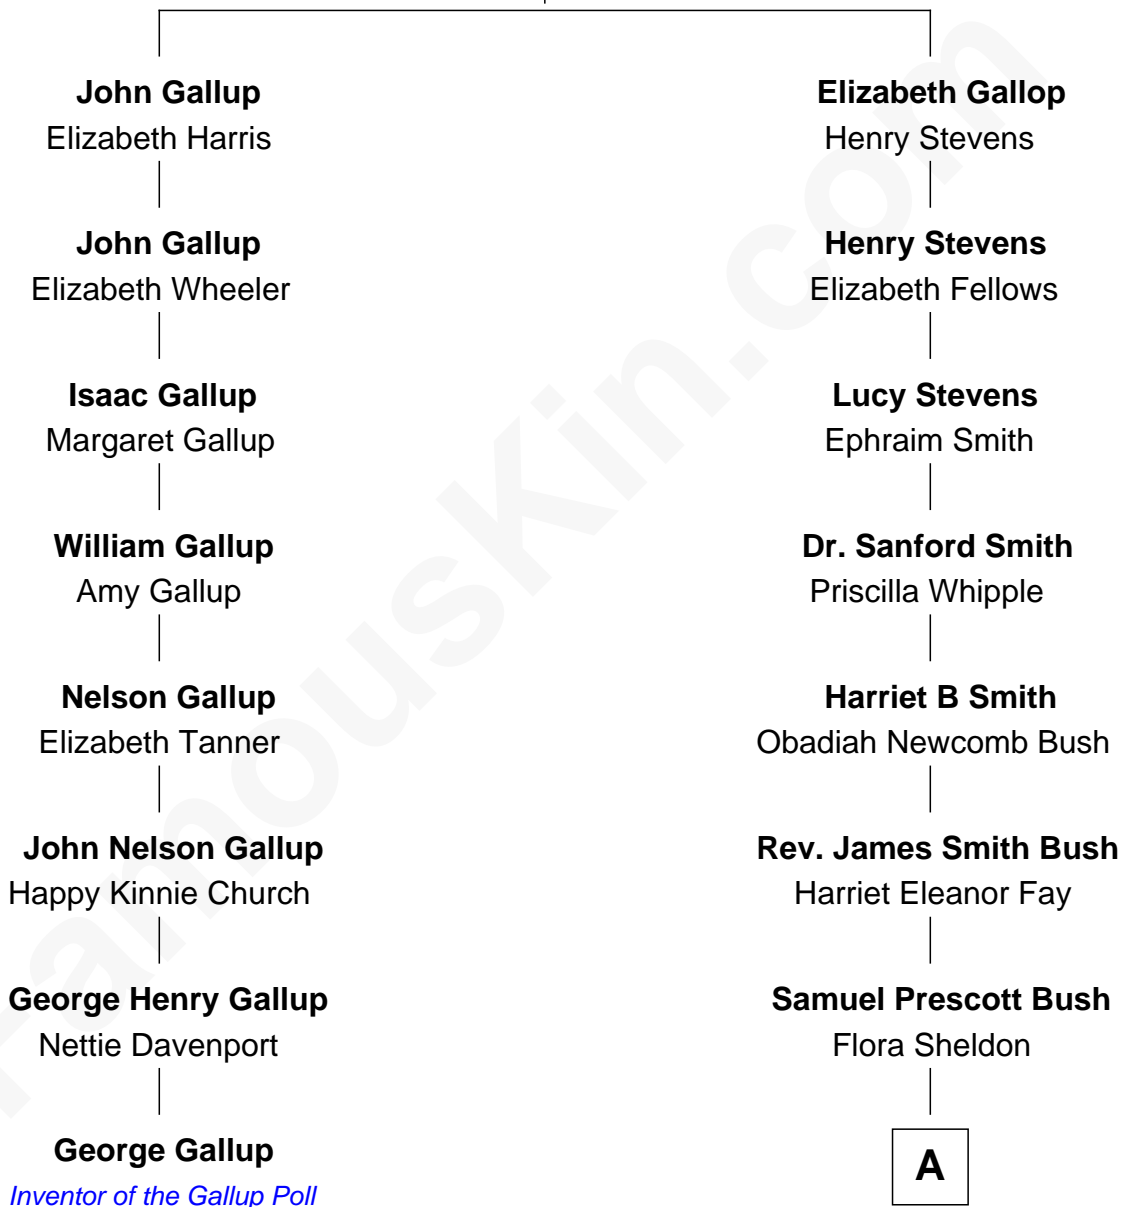 John Gallup
Elizabeth Harris
John Gallup
Elizabeth Wheeler
Isaac Gallup
Margaret Gallup
William Gallup
Amy Gallup
Nelson Gallup
Elizabeth Tanner
John Nelson Gallup
Happy Kinnie Church
George Henry Gallup
Nettie Davenport
George Gallup
Inventor of the Gallup Poll
Elizabeth Gallop
Henry Stevens
Henry Stevens
Elizabeth Fellows
Lucy Stevens
Ephraim Smith
Dr. Sanford Smith
Priscilla Whipple
Harriet B Smith
Obadiah Newcomb Bush
Rev. James Smith Bush
Harriet Eleanor Fay
Samuel Prescott Bush
Flora Sheldon
A
FamousKin.com